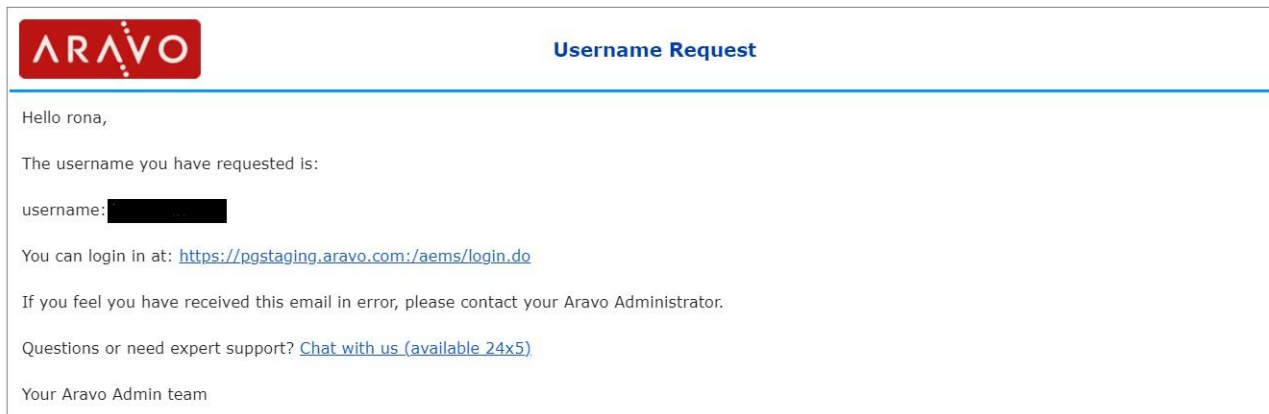 ARAVO
Username Request
Hello rona,
The username you have requested is:
username:
You can login in at: https://pgstaging.aravo.com:/aems/login.do
If you feel you have received this email in error, please contact your Aravo Administrator.
Questions or need expert support? Chat with us (available 24x5)
Your Aravo Admin team